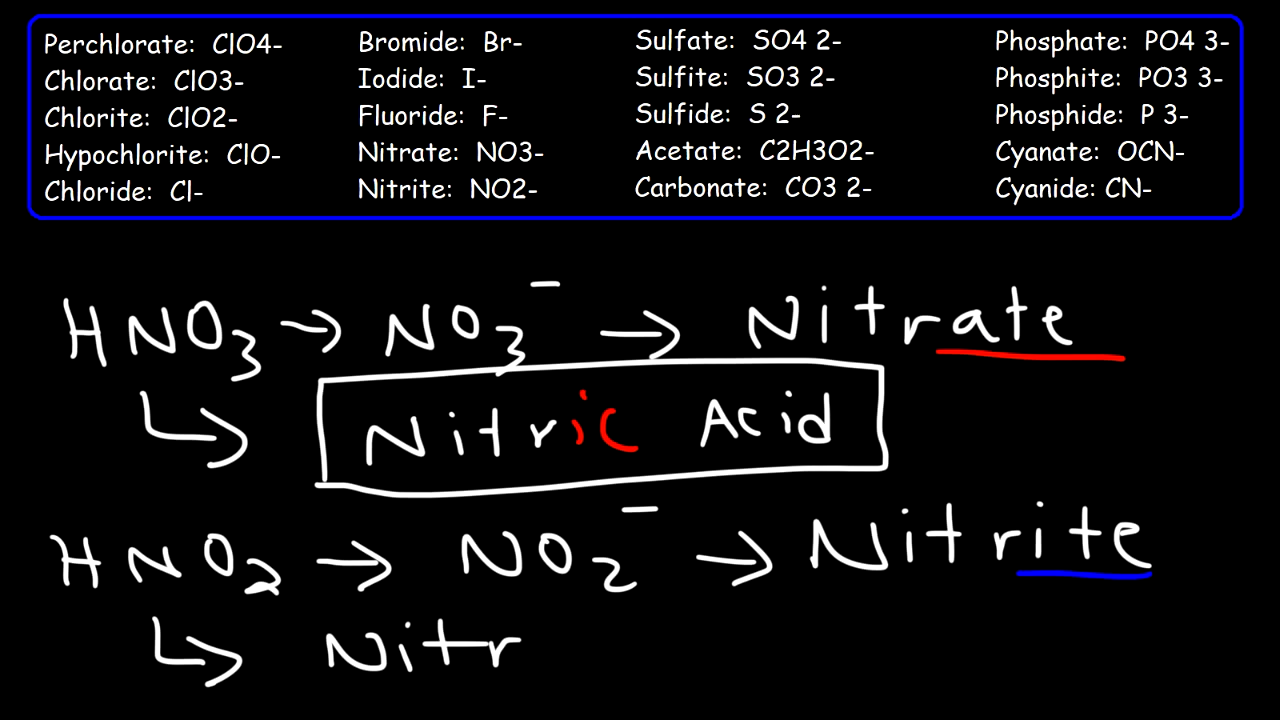 Perchlorate: ClO4- Bromide: Br- Sulfate: SO4 2- Phosphate: PO4 3-
Chlorate: ClO3- Iodide: I- Sulfite: SO3 2- Phosphite: PO3 3-
Chlorite: ClO2- Fluoride: F- Sulfide: S 2- Phosphide: P 3-
Hypochlorite: ClO- Nitrate: NO3- Acetate: C2H3O2- Cyanate: OCN-
Chloride: Cl- Nitrite: NO2- Carbonate: CO3 2- Cyanide: CN-
HNO₃ → NO₃⁻ → Nitrate
↳ Nitric Acid
HNO₂ → NO₂⁻ → Nitrite
↳ Nitr